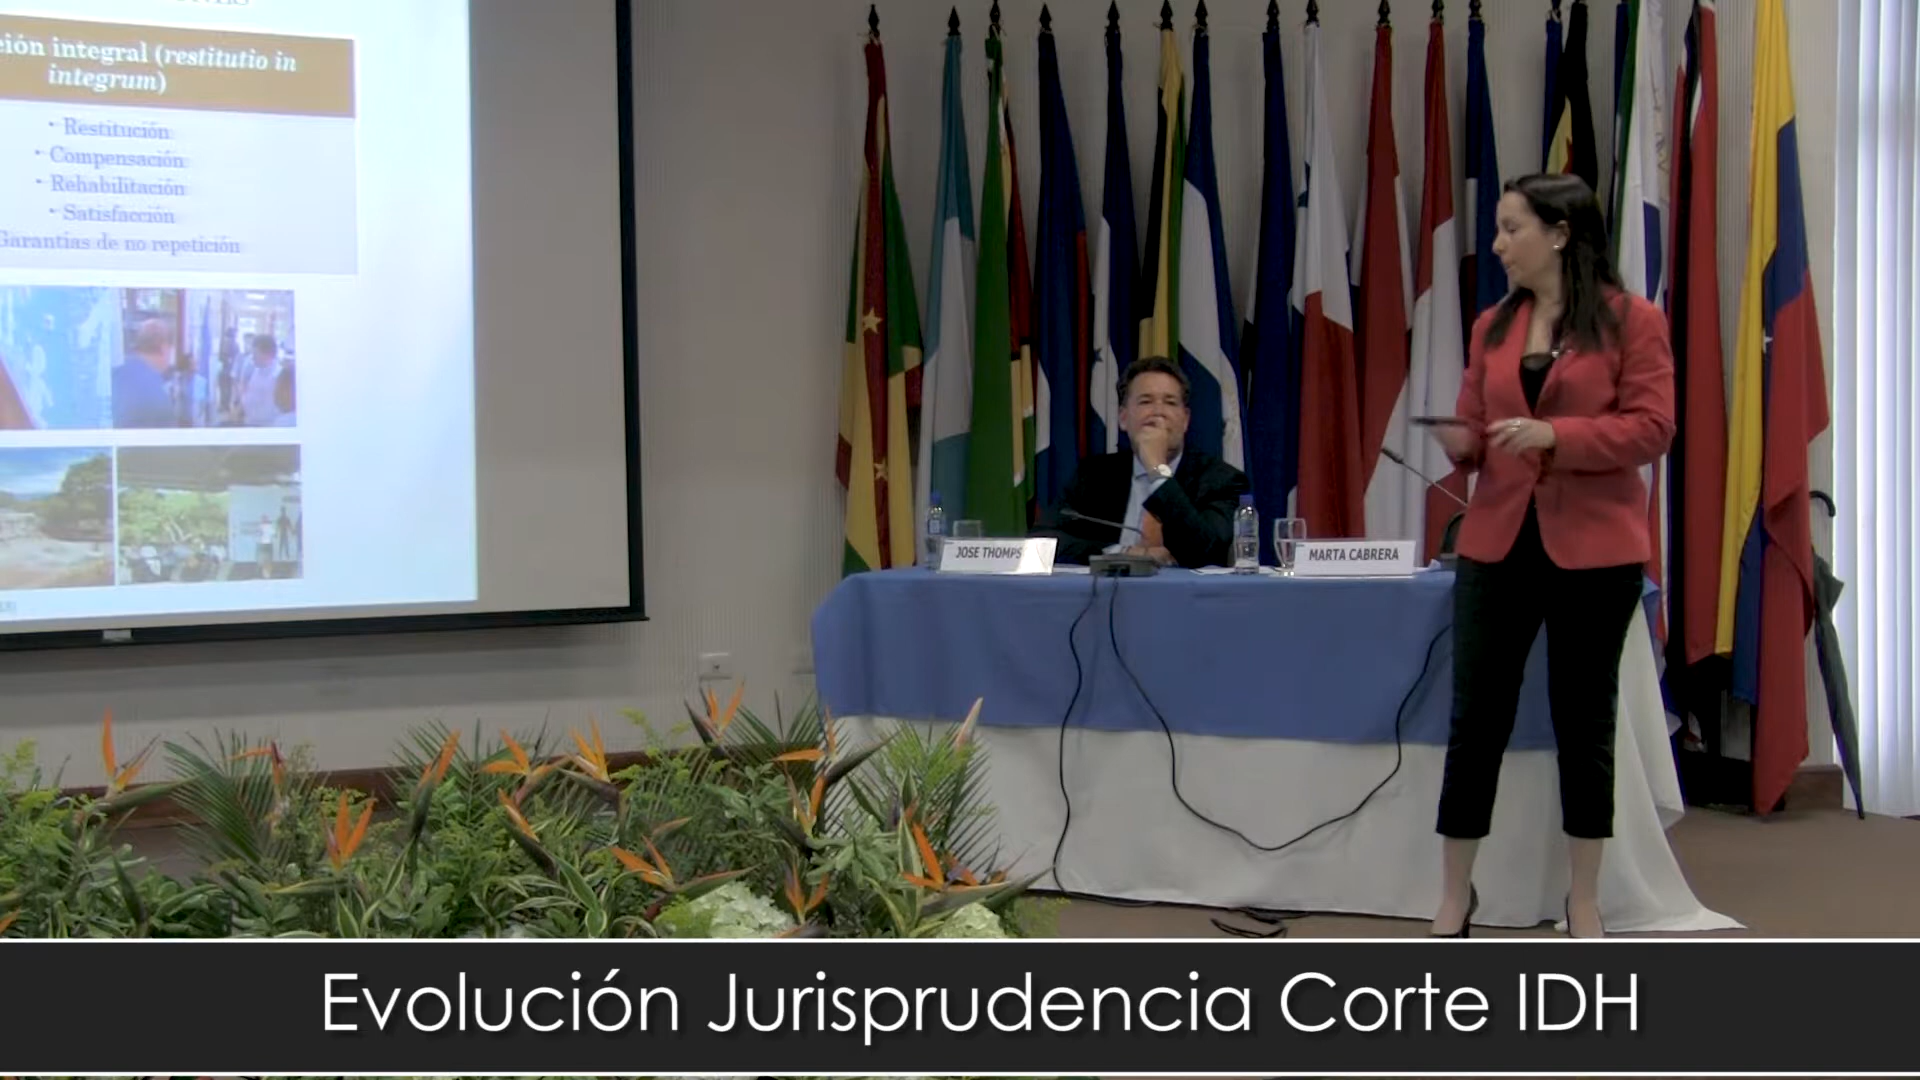 ción integral (restitutio in
integrum)
• Restitución
• Compensación
• Rehabilitación
• Satisfacción
Garantías de no repetición
JOSE THOMPS
MARTA CABRERA
Evolución Jurisprudencia Corte IDH